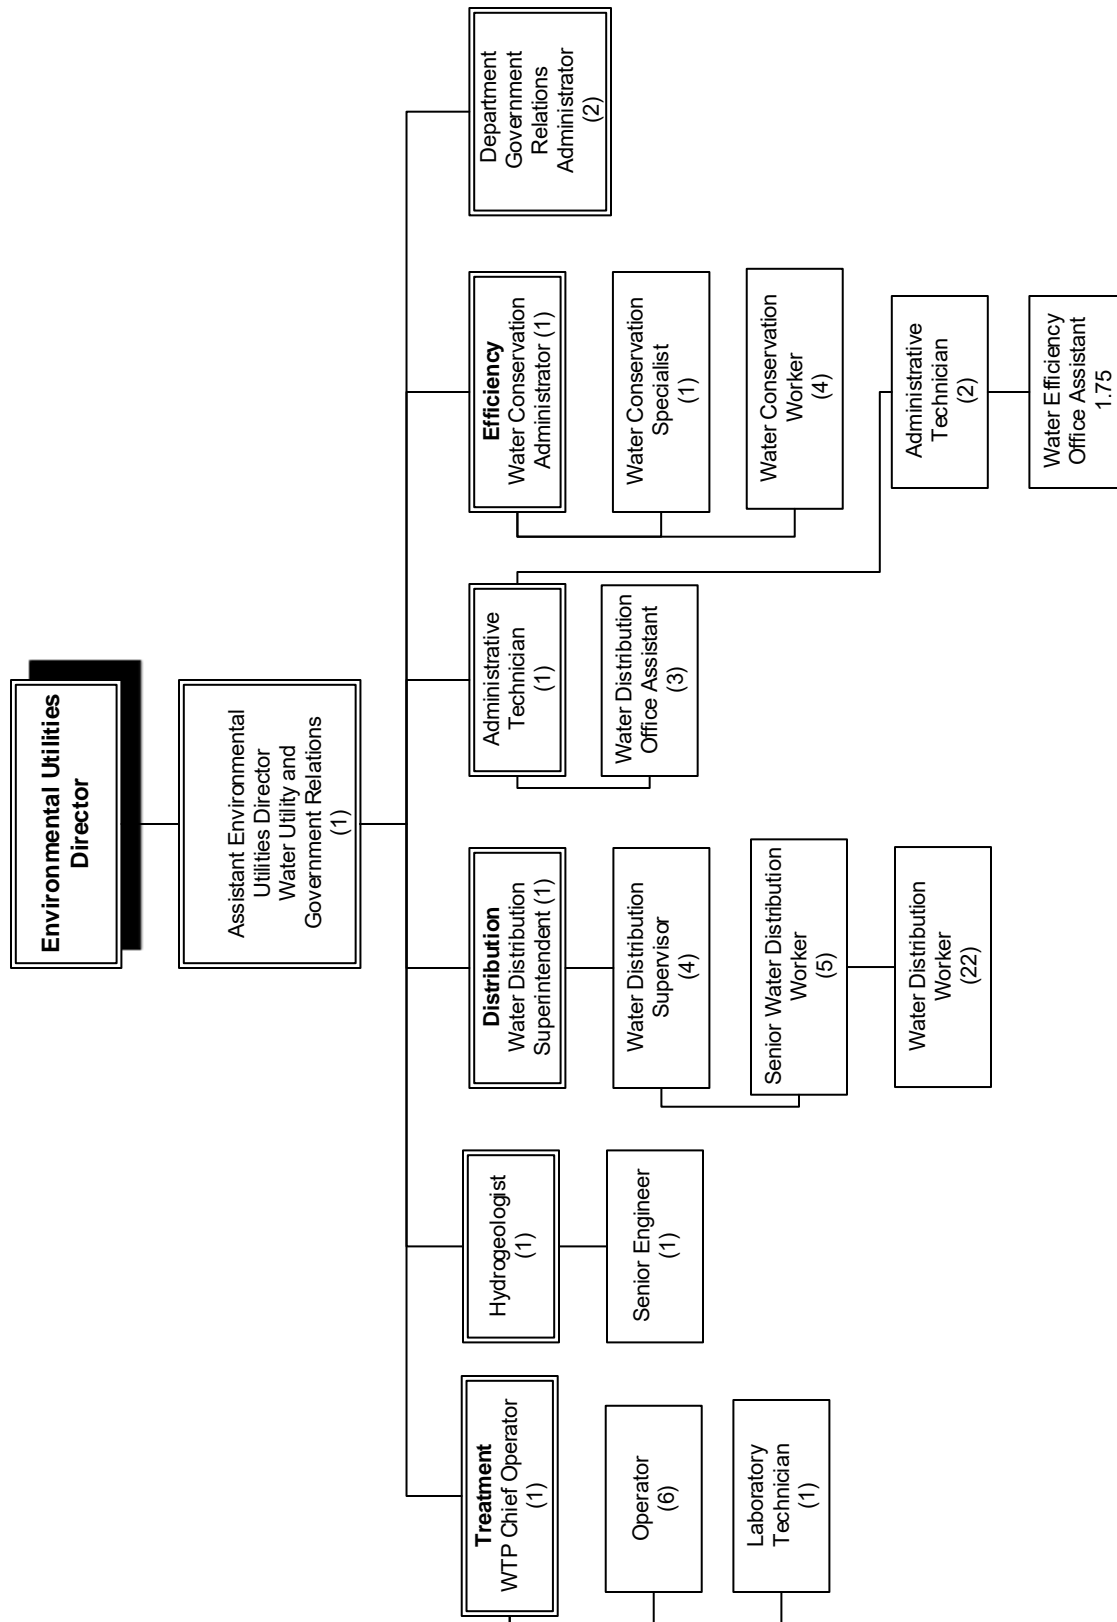 Environmental Utilities
Director
Assistant Environmental
Utilities Director
Water Utility and
Government Relations
(1)
Treatment
WTP Chief Operator
(1)
Operator
(6)
Laboratory
Technician
(1)
Hydrogeologist
(1)
Senior Engineer
(1)
Distribution
Water Distribution
Superintendent (1)
Water Distribution
Supervisor
(4)
Senior Water Distribution
Worker
(5)
Water Distribution
Worker
(22)
Administrative
Technician
(1)
Water Distribution
Office Assistant
(3)
Efficiency
Water Conservation
Administrator (1)
Water Conservation
Specialist
(1)
Water Conservation
Worker
(4)
Administrative
Technician
(2)
Water Efficiency
Office Assistant
1.75
Department
Government
Relations
Administrator
(2)